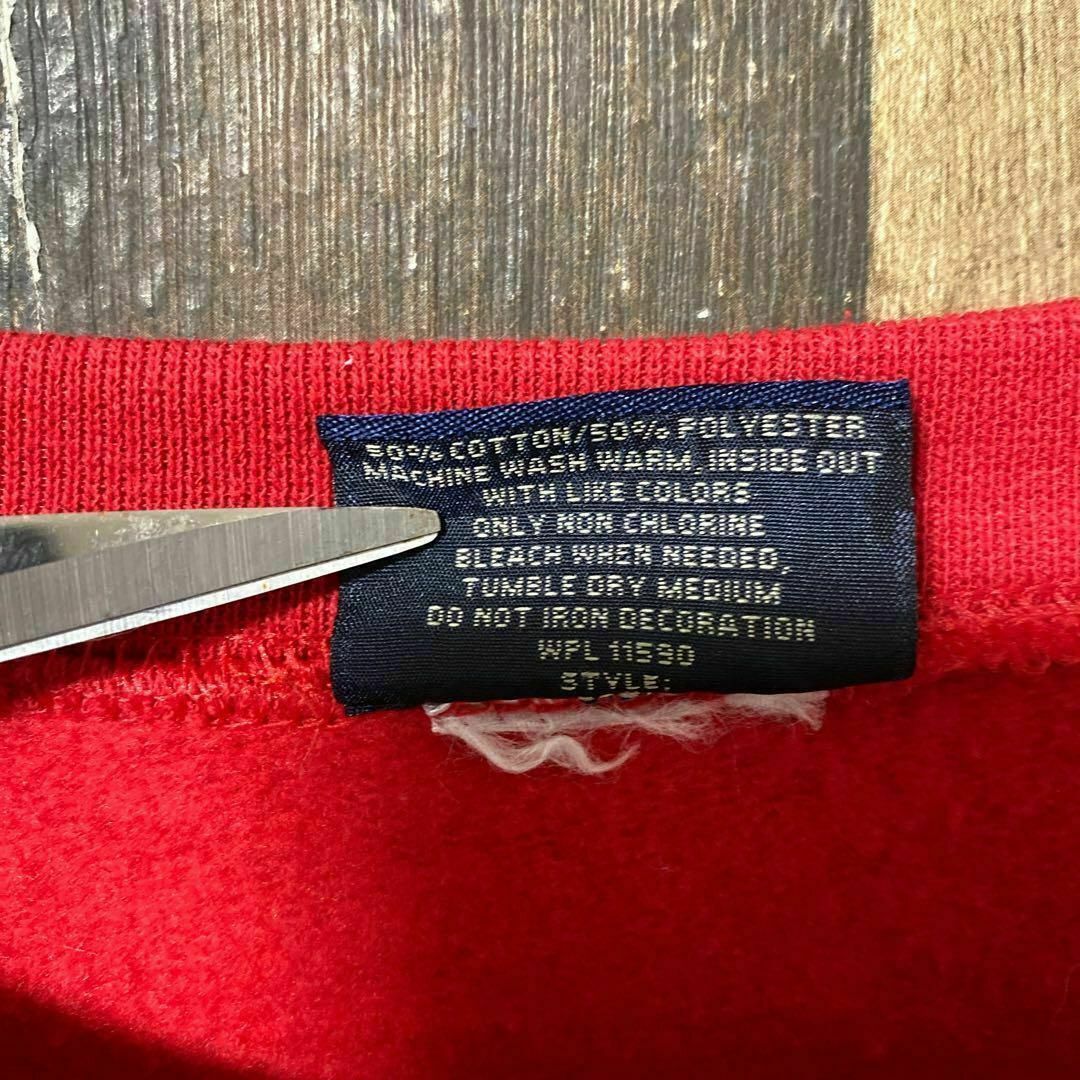 50% COTTON/50% POLYESTER
MACHINE WASH WARM, INSIDE OUT
WITH LIKE COLORS
ONLY NON CHLORINE
BLEACH WHEN NEEDED,
TUMBLE DRY MEDIUM
DO NOT IRON DECORATION
WPL 11590
STYLE: